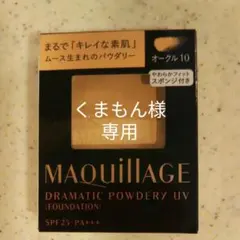 まるで「キレイな素肌」
ムース生まれのパウダリー
オークル10
やわらかフィット
スポンジ付き
くまもん様
専用
MAQuillAGE
DRAMATIC POWDERY UV
(FOUNDATION)
SPF25・PA+++